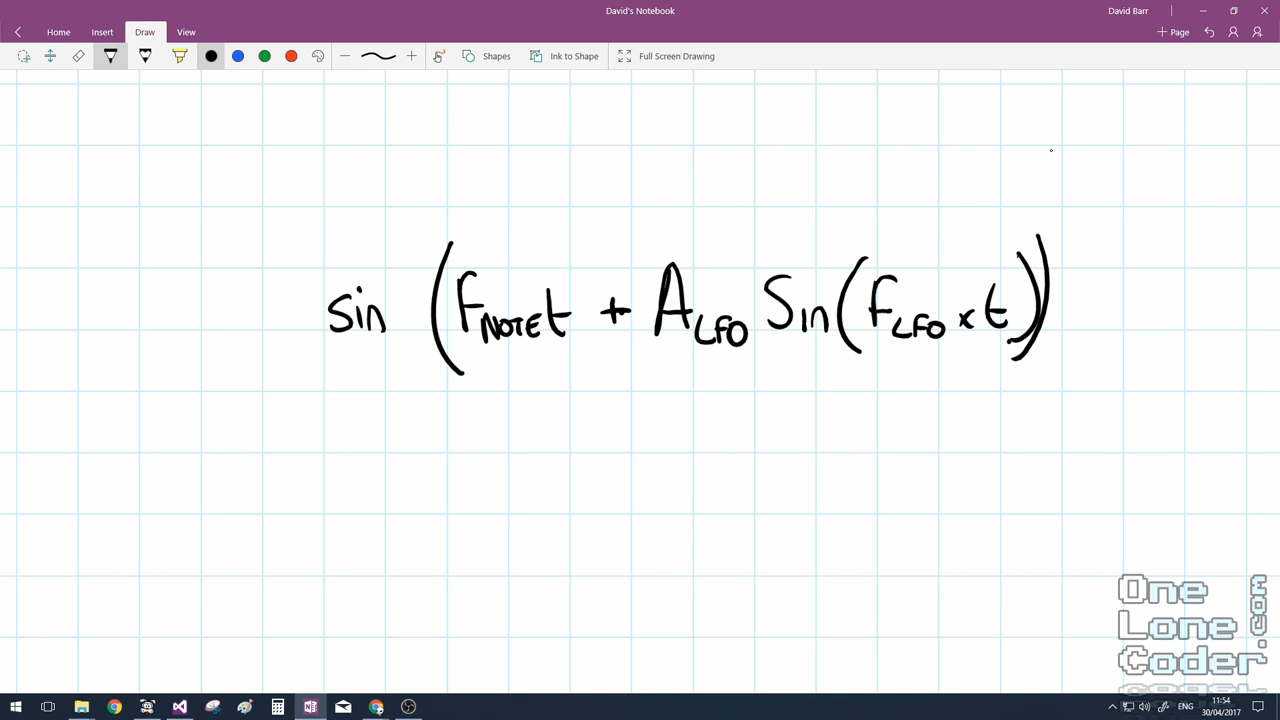 David's Notebook
David Barr
Home Insert Draw View
+ Page
Shapes Ink to Shape Full Screen Drawing
sin (F_NOTE t + A_LFO Sin(F_LFO × t))
One
Lone
Coder.com
ENG
11:54
30/04/2017